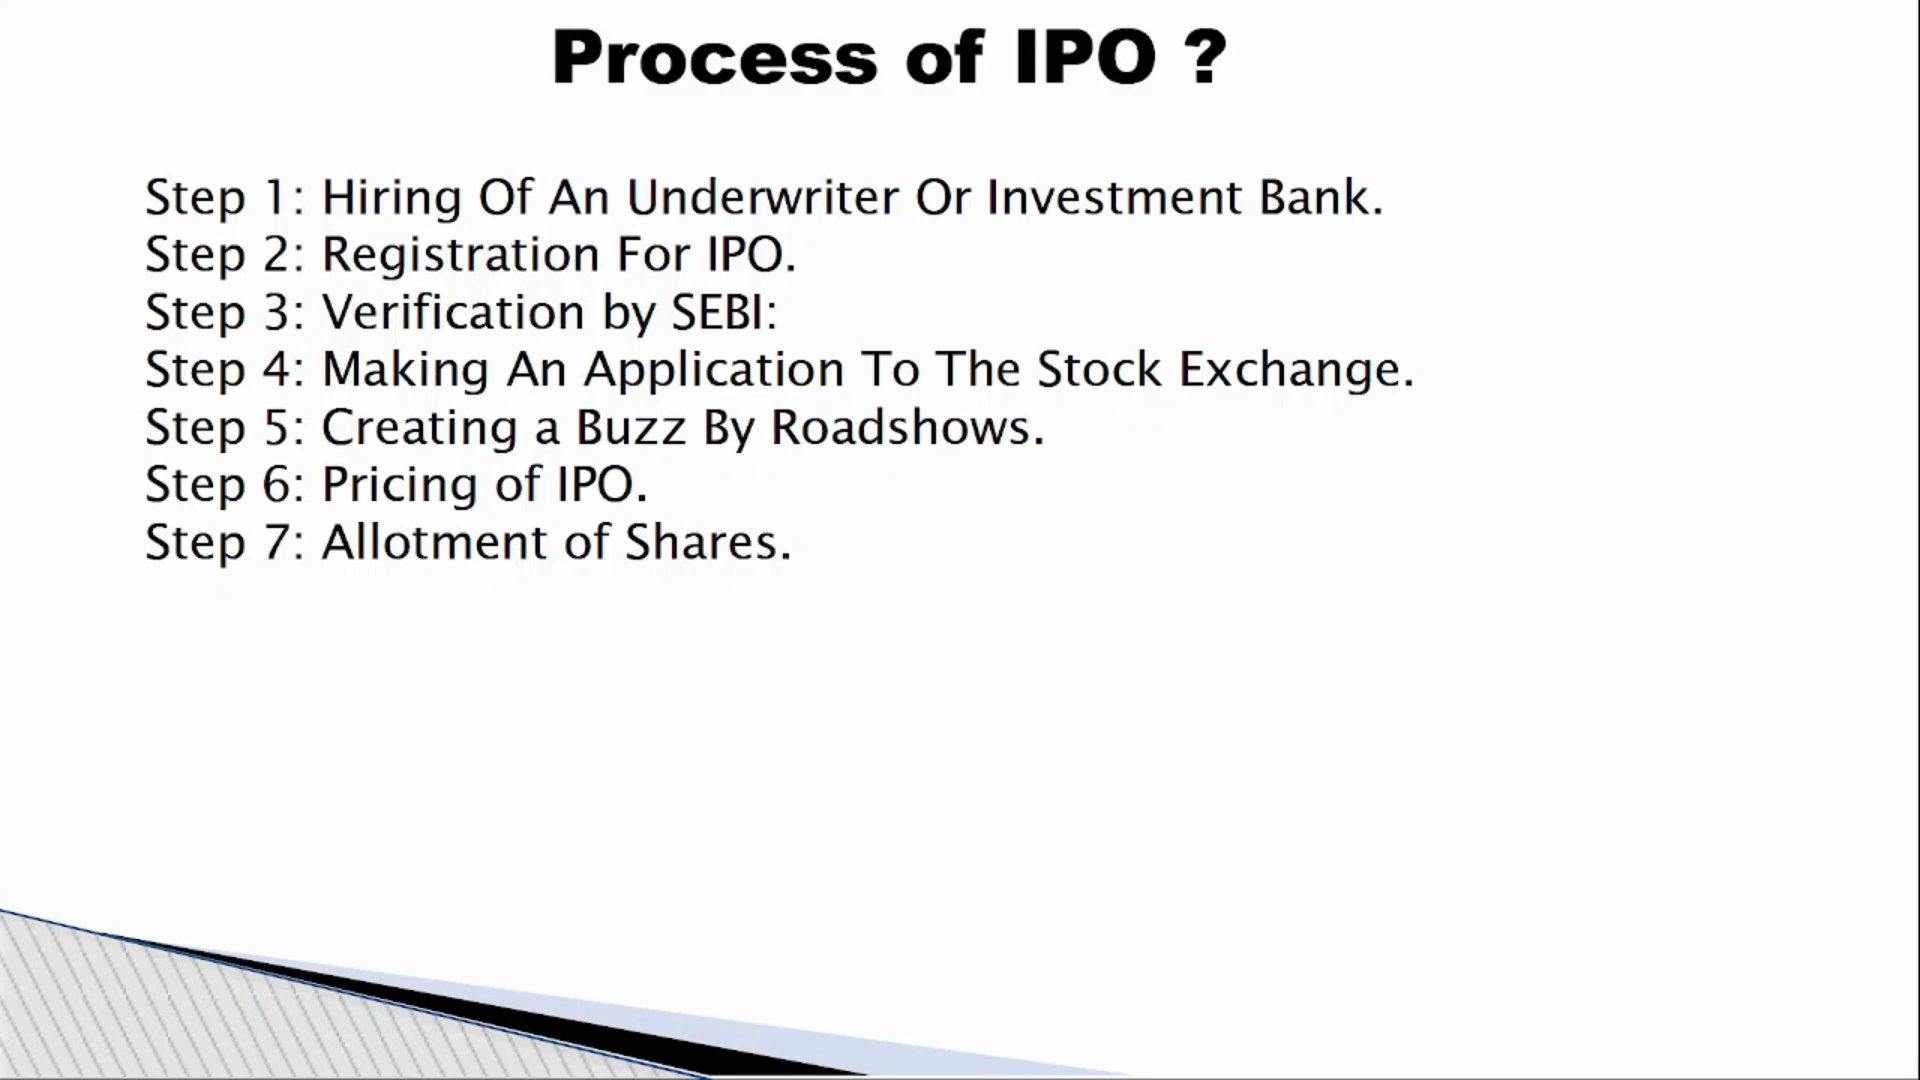 Process of IPO ?
Step 1: Hiring Of An Underwriter Or Investment Bank.
Step 2: Registration For IPO.
Step 3: Verification by SEBI:
Step 4: Making An Application To The Stock Exchange.
Step 5: Creating a Buzz By Roadshows.
Step 6: Pricing of IPO.
Step 7: Allotment of Shares.